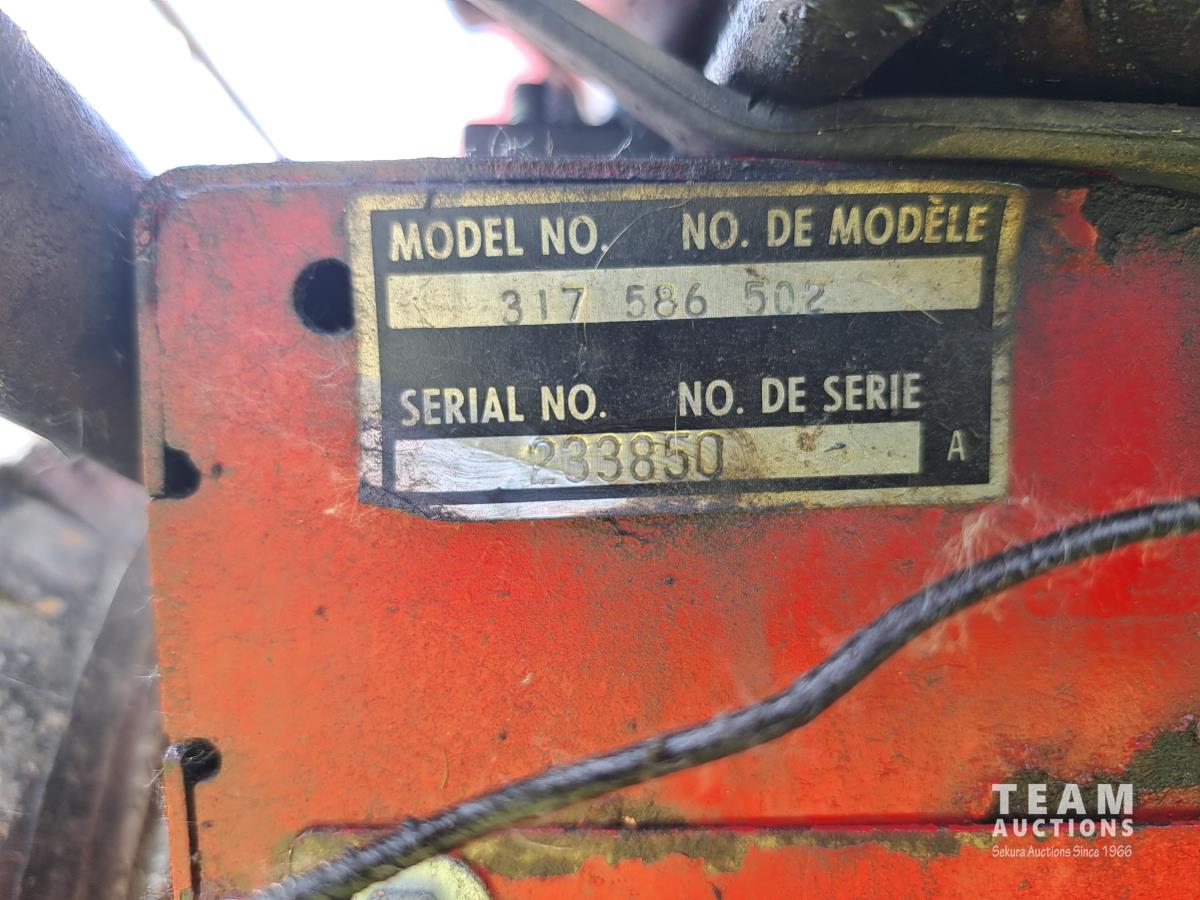 MODEL NO. NO. DE MODÈLE
317 586 502
SERIAL NO. NO. DE SERIE
233850 A
TEAM
AUCTIONS
Sekura Auctions Since 1966